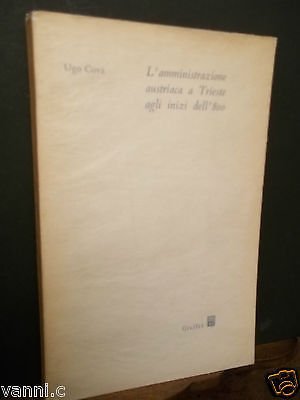 Ugo Cova
L'amministrazione
austriaca a Trieste
agli inizi dell'800
Giuffrè
vanni.c